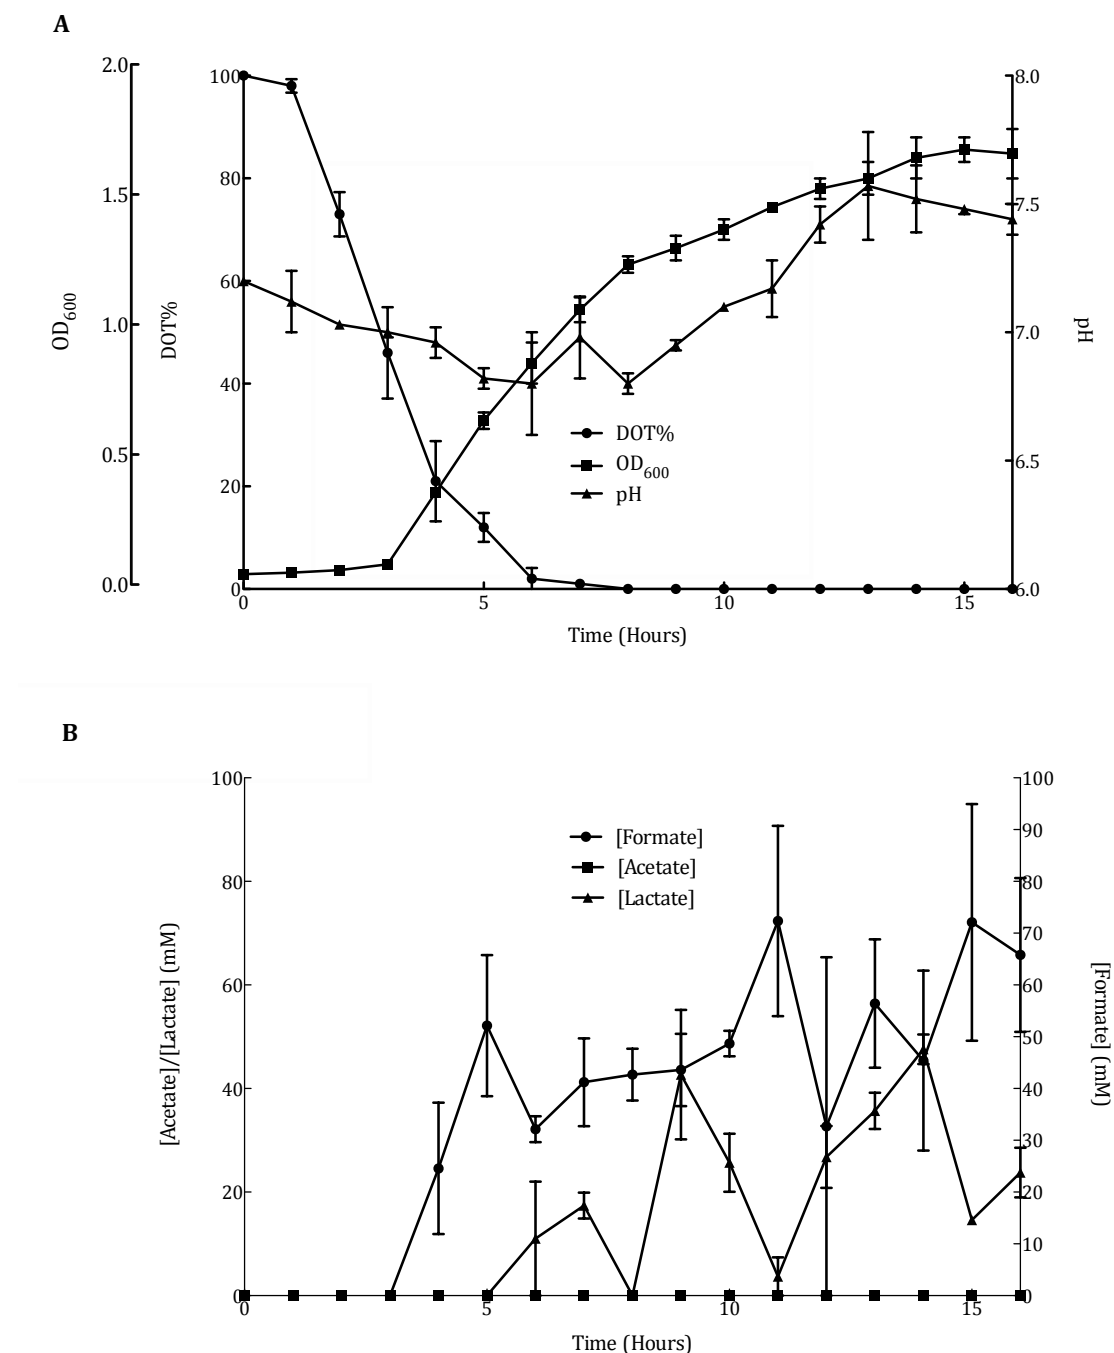 A
2.0
1.5
1.0
0.5
0.0
OD600
100
80
60
40
20
0
DOT%
8.0
7.5
7.0
6.5
6.0
pH
DOT%
OD600
pH
0 5 10 15
Time (Hours)
B
100
80
60
40
20
0
[Acetate]/[Lactate] (mM)
[Formate]
[Acetate]
[Lactate]
100
90
80
70
60
50
40
30
20
10
0
[Formate] (mM)
0 5 10 15
Time (Hours)